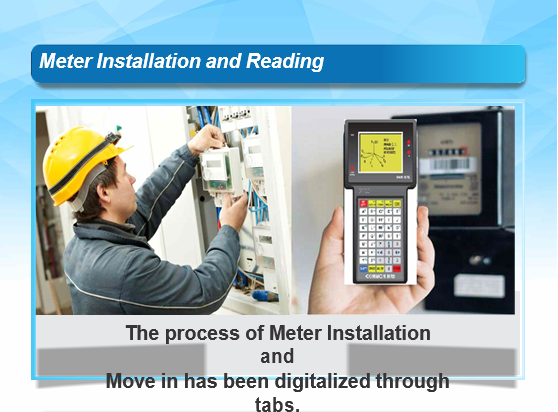 Meter Installation and Reading
The process of Meter Installation
and
Move in has been digitalized through
tabs.